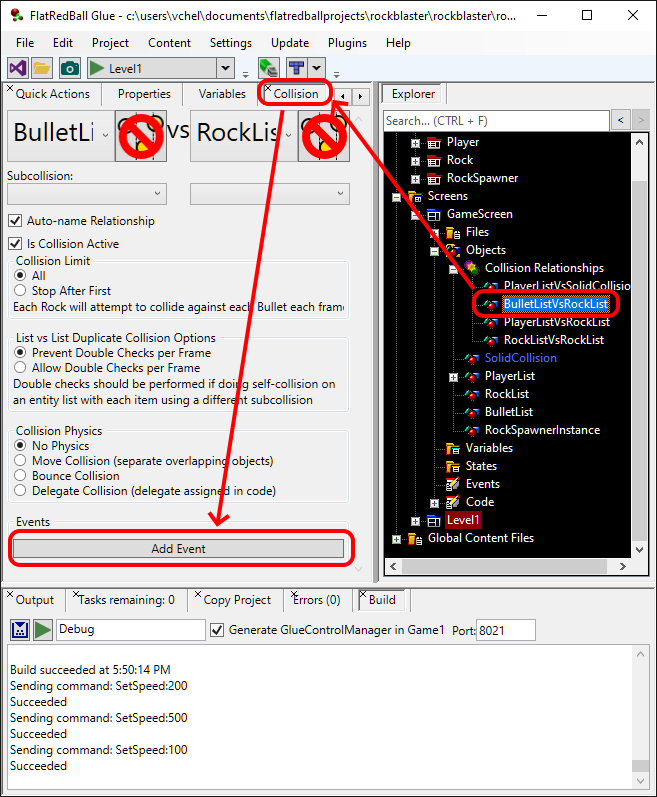 FlatRedBall Glue - c:\users\vchel\documents\flatredballprojects\rockblaster\rockblaster\ro...
File Edit Project Content Settings Update Plugins Help
Level1
Quick Actions Properties Variables Collision
BulletLi vs RockLis
Subcollision:
Auto-name Relationship
Is Collision Active
Collision Limit
All
Stop After First
Each Rock will attempt to collide against each Bullet each frame
List vs List Duplicate Collision Options
Prevent Double Checks per Frame
Allow Double Checks per Frame
Double checks should be performed if doing self-collision on
an entity list with each item using a different subcollision
Collision Physics
No Physics
Move Collision (separate overlapping objects)
Bounce Collision
Delegate Collision (delegate assigned in code)
Events
Add Event
Explorer
Search... (CTRL + F)
< >
Player
Rock
RockSpawner
Screens
GameScreen
Files
Objects
Collision Relationships
PlayerListVsSolidCollisio
BulletListVsRockList
PlayerListVsRockList
RockListVsRockList
SolidCollision
PlayerList
RockList
BulletList
RockSpawnerInstance
Variables
States
Events
Code
Level1
Global Content Files
Output Tasks remaining: 0 Copy Project Errors (0) Build
Debug Generate GlueControlManager in Game1 Port: 8021
Build succeeded at 5:50:14 PM
Sending command: SetSpeed:200
Succeeded
Sending command: SetSpeed:500
Succeeded
Sending command: SetSpeed:100
Succeeded